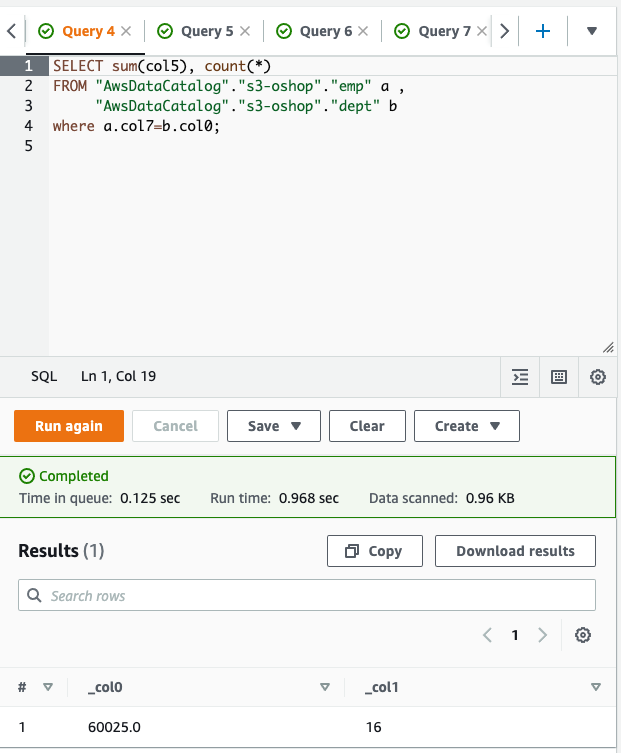 Query 4 Query 5 Query 6 Query 7
1 SELECT sum(col5), count(*)
2 FROM "AwsDataCatalog"."s3-oshop"."emp" a ,
3 "AwsDataCatalog"."s3-oshop"."dept" b
4 where a.col7=b.col0;
5
SQL Ln 1, Col 19
Run again Cancel Save Clear Create
Completed
Time in queue: 0.125 sec Run time: 0.968 sec Data scanned: 0.96 KB
Results (1) Copy Download results
Search rows
1
# _col0 _col1
1 60025.0 16